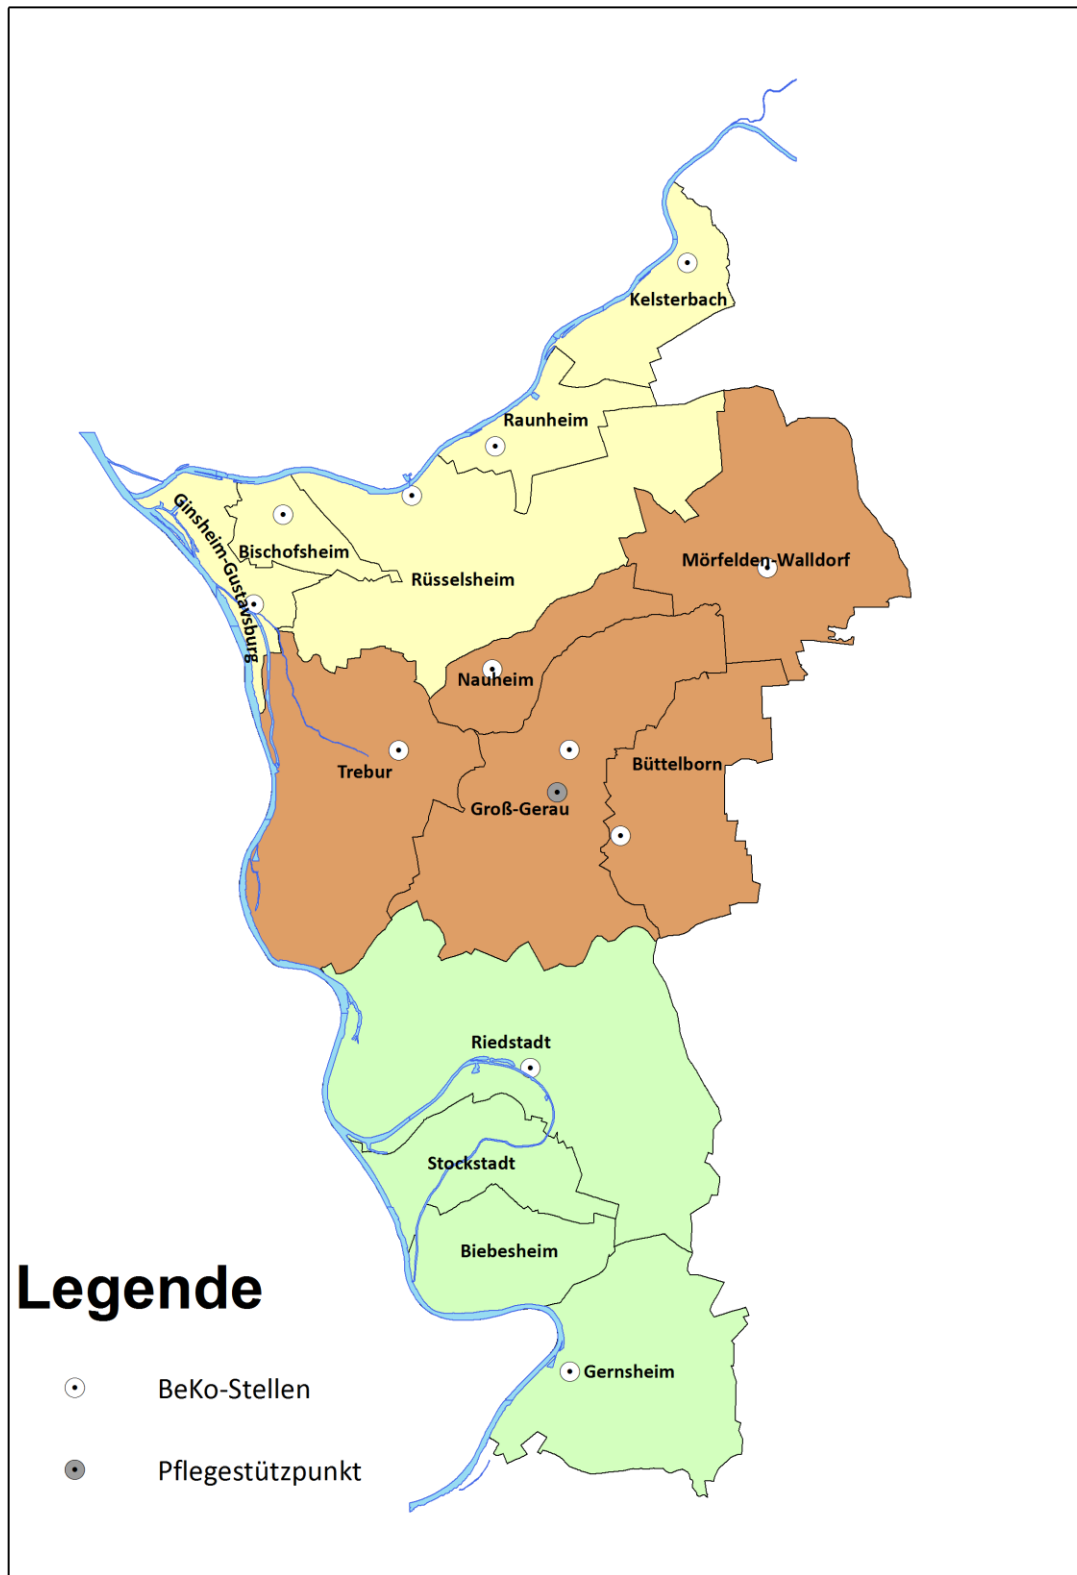 Kelsterbach
Raunheim
Ginsheim-Gustavsburg
Bischofsheim
Rüsselsheim
Mörfelden-Walldorf
Nauheim
Trebur
Büttelborn
Groß-Gerau
Riedstadt
Stockstadt
Biebesheim
Gernsheim
Legende
BeKo-Stellen
Pflegestützpunkt